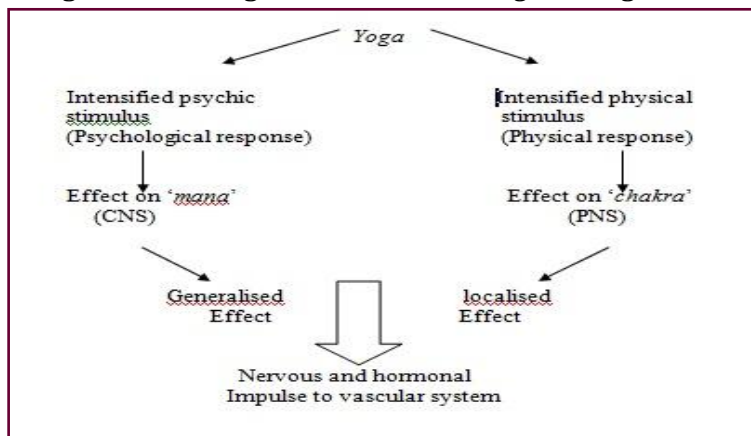 Yoga
Intensified psychic
stimulus
(Psychological response)
Intensified physical
stimulus
(Physical response)
Effect on ‘mana’
(CNS)
Effect on ‘chakra’
(PNS)
Generalised
Effect
localised
Effect
Nervous and hormonal
Impulse to vascular system